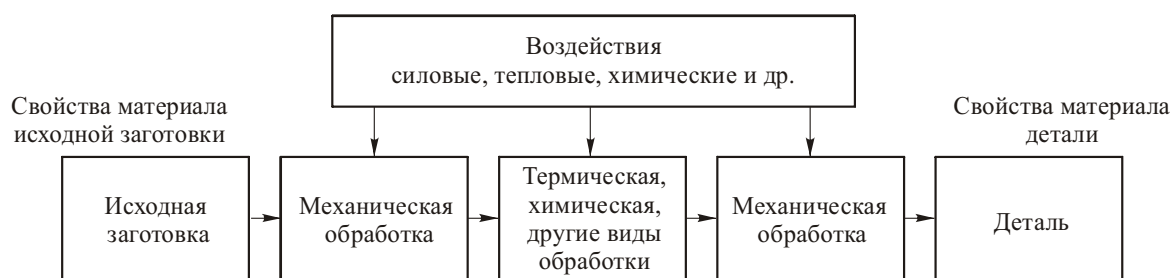 Воздействия
силовые, тепловые, химические и др.
Свойства материала
исходной заготовки
Свойства материала
детали
Исходная
заготовка
Механическая
обработка
Термическая,
химическая,
другие виды
обработки
Механическая
обработка
Деталь